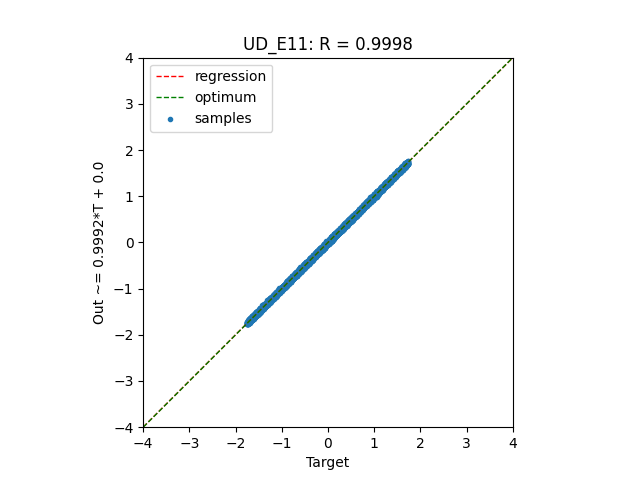 UD_E11: R = 0.9998
regression
optimum
samples
4
3
2
1
0
−1
−2
−3
−4
Out ~= 0.9992*T + 0.0
−4 −3 −2 −1 0 1 2 3 4
Target